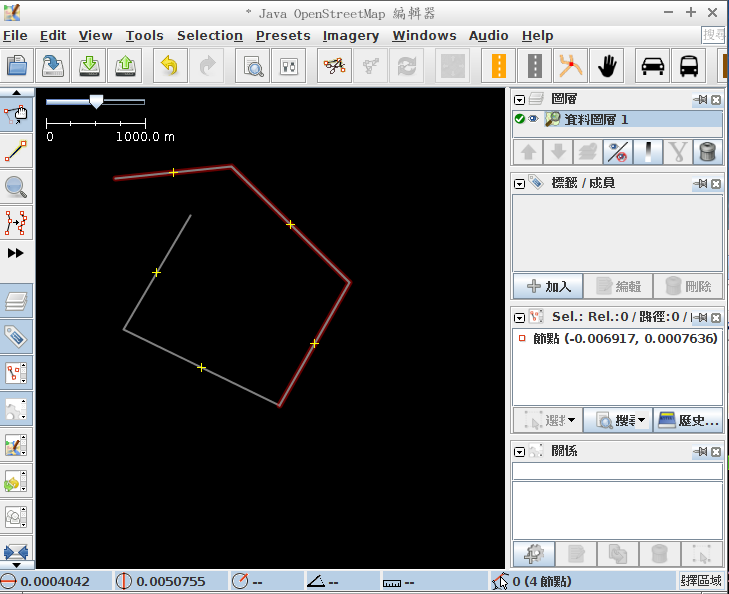 * Java OpenStreetMap 編輯器
File Edit View Tools Selection Presets Imagery Windows Audio Help
搜尋
圖層
資料圖層 1
0 1000.0 m
標籤 / 成員
加入 編輯 刪除
Sel.: Rel.:0 / 路徑:0 /
節點 (-0.006917, 0.0007636)
選 搜尋 歷史...
關係
0.0004042 0.0050755 -- -- -- 0 (4 節點) 擇區域